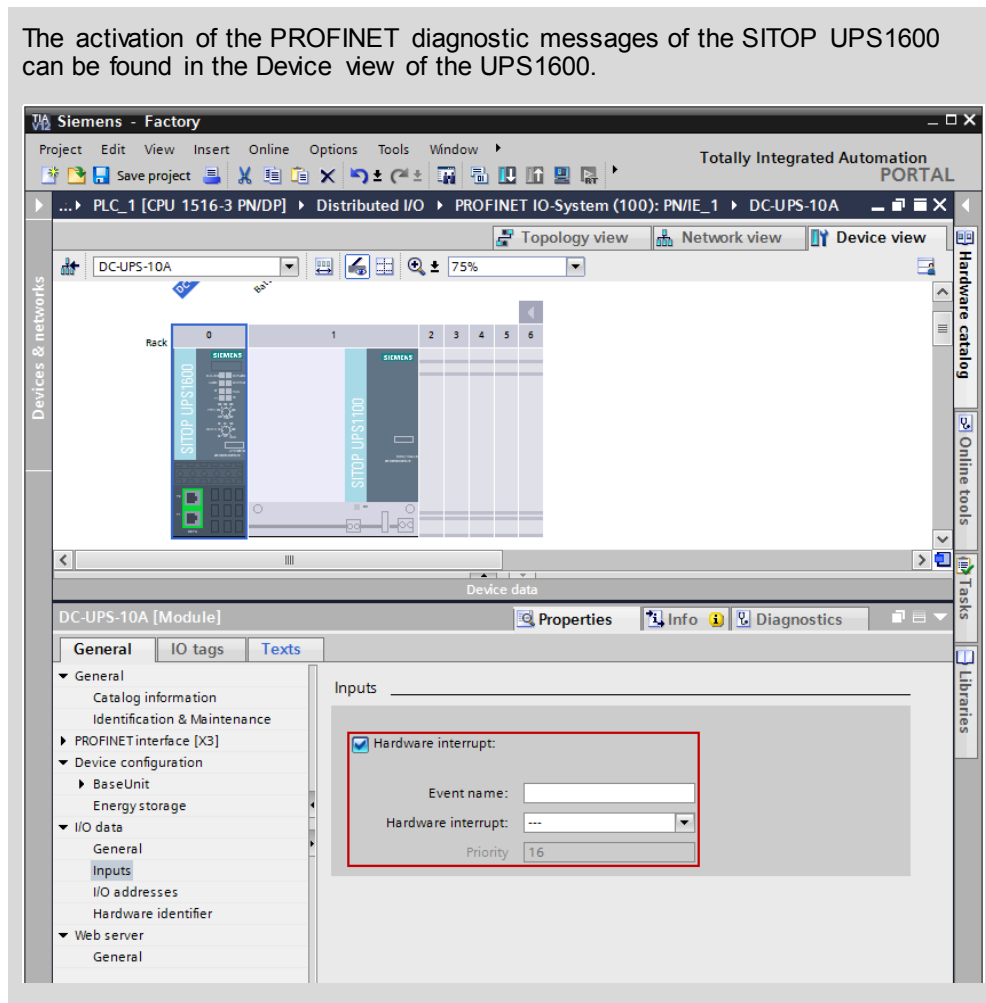 The activation of the PROFINET diagnostic messages of the SITOP UPS1600
can be found in the Device view of the UPS1600.
TIA V12 Siemens - Factory
Project Edit View Insert Online Options Tools Window
Totally Integrated Automation
PORTAL
Save project
RT
... PLC_1 [CPU 1516-3 PN/DP] Distributed I/O PROFINET IO-System (100): PN/IE_1 DC-UPS-10A
Topology view Network view Device view
DC-UPS-10A 75%
DC- Bat
Rack 0 1 2 3 4 5 6
SIEMENS SIEMENS
SITOP UPS1600
SITOP UPS1100
Devices & networks
Hardware catalog
Online tools
Tasks
Libraries
Device data
DC-UPS-10A [Module] Properties Info Diagnostics
General IO tags Texts
General
Catalog information
Identification & Maintenance
PROFINET interface [X3]
Device configuration
BaseUnit
Energy storage
I/O data
General
Inputs
I/O addresses
Hardware identifier
Web server
General
Inputs
Hardware interrupt:
Event name:
Hardware interrupt: ---
Priority 16